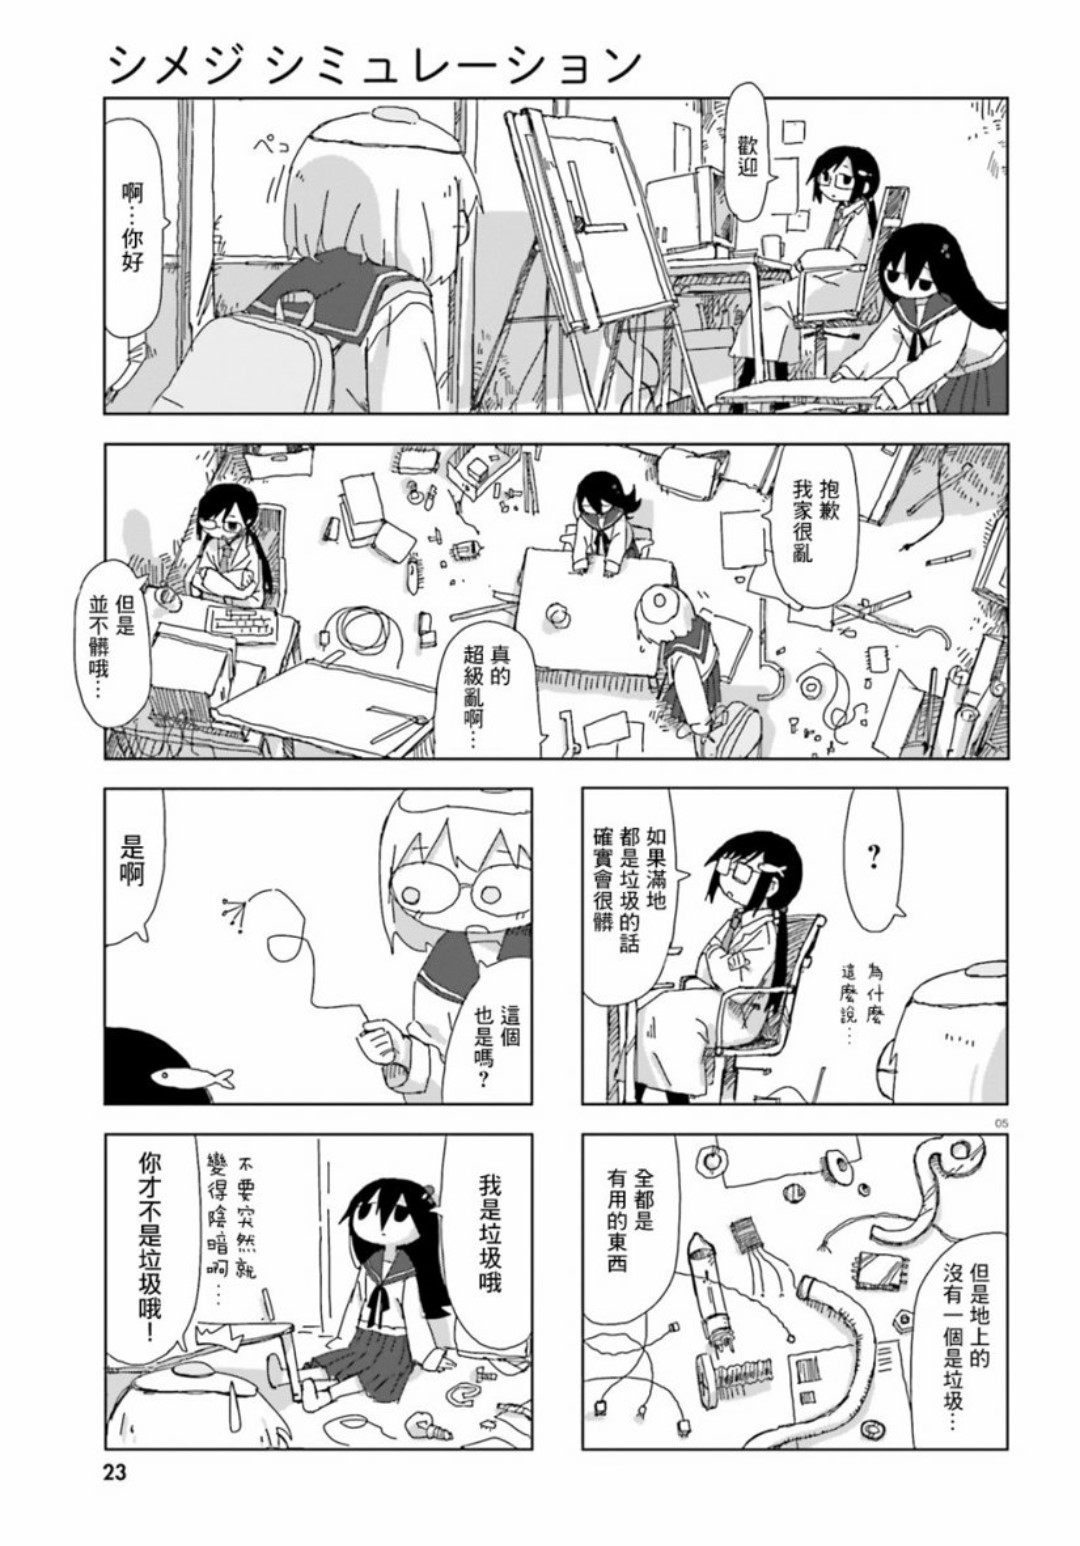 シメジ シミュレーション
歡迎
ペコ
啊…你好
抱歉
我家很亂
真的
超級亂啊…
但是
並不髒哦…
?
為什麼
這麼說…
如果滿地
都是垃圾的話
確實會很髒
05
但是地上的
沒有一個是垃圾…
全都是
有用的東西
這個
也是嗎?
是啊
我是垃圾哦
不要突然就
變得陰暗啊…
你才不是垃圾哦!
23